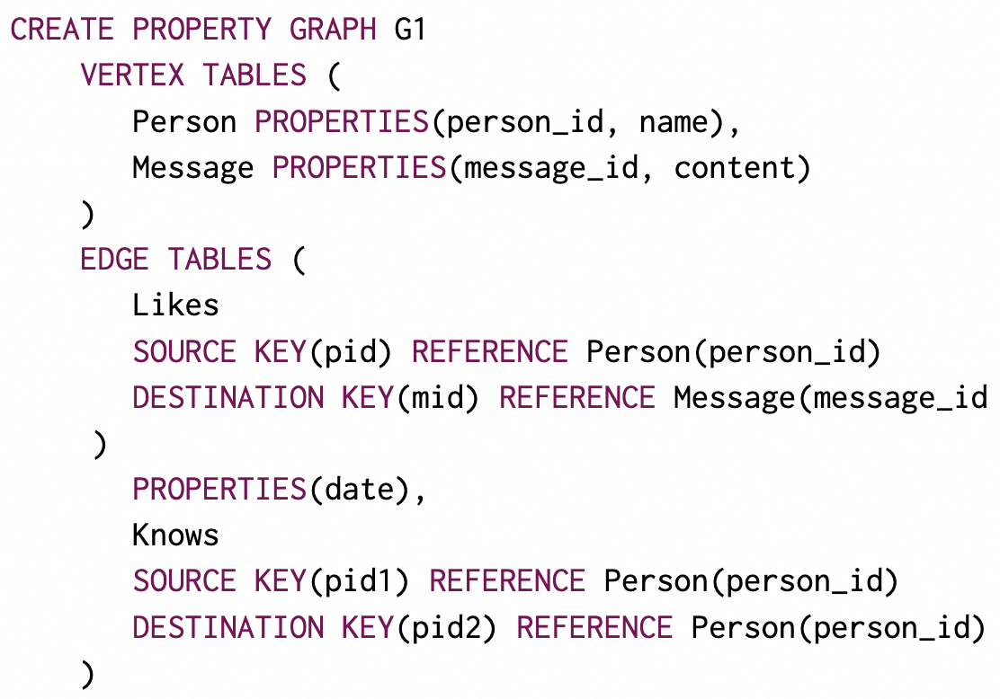 CREATE PROPERTY GRAPH G1
VERTEX TABLES (
Person PROPERTIES(person_id, name),
Message PROPERTIES(message_id, content)
)
EDGE TABLES (
Likes
SOURCE KEY(pid) REFERENCE Person(person_id)
DESTINATION KEY(mid) REFERENCE Message(message_id
)
PROPERTIES(date),
Knows
SOURCE KEY(pid1) REFERENCE Person(person_id)
DESTINATION KEY(pid2) REFERENCE Person(person_id)
)